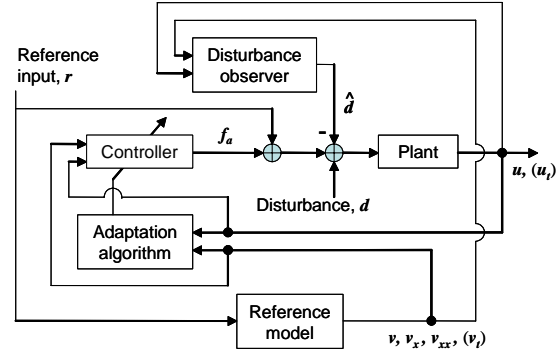 Reference
input, r
Disturbance
observer
d̂
-
f_a
Controller
Plant
u, (u_t)
Disturbance, d
Adaptation
algorithm
Reference
model
v, v_x, v_xx, (v_t)